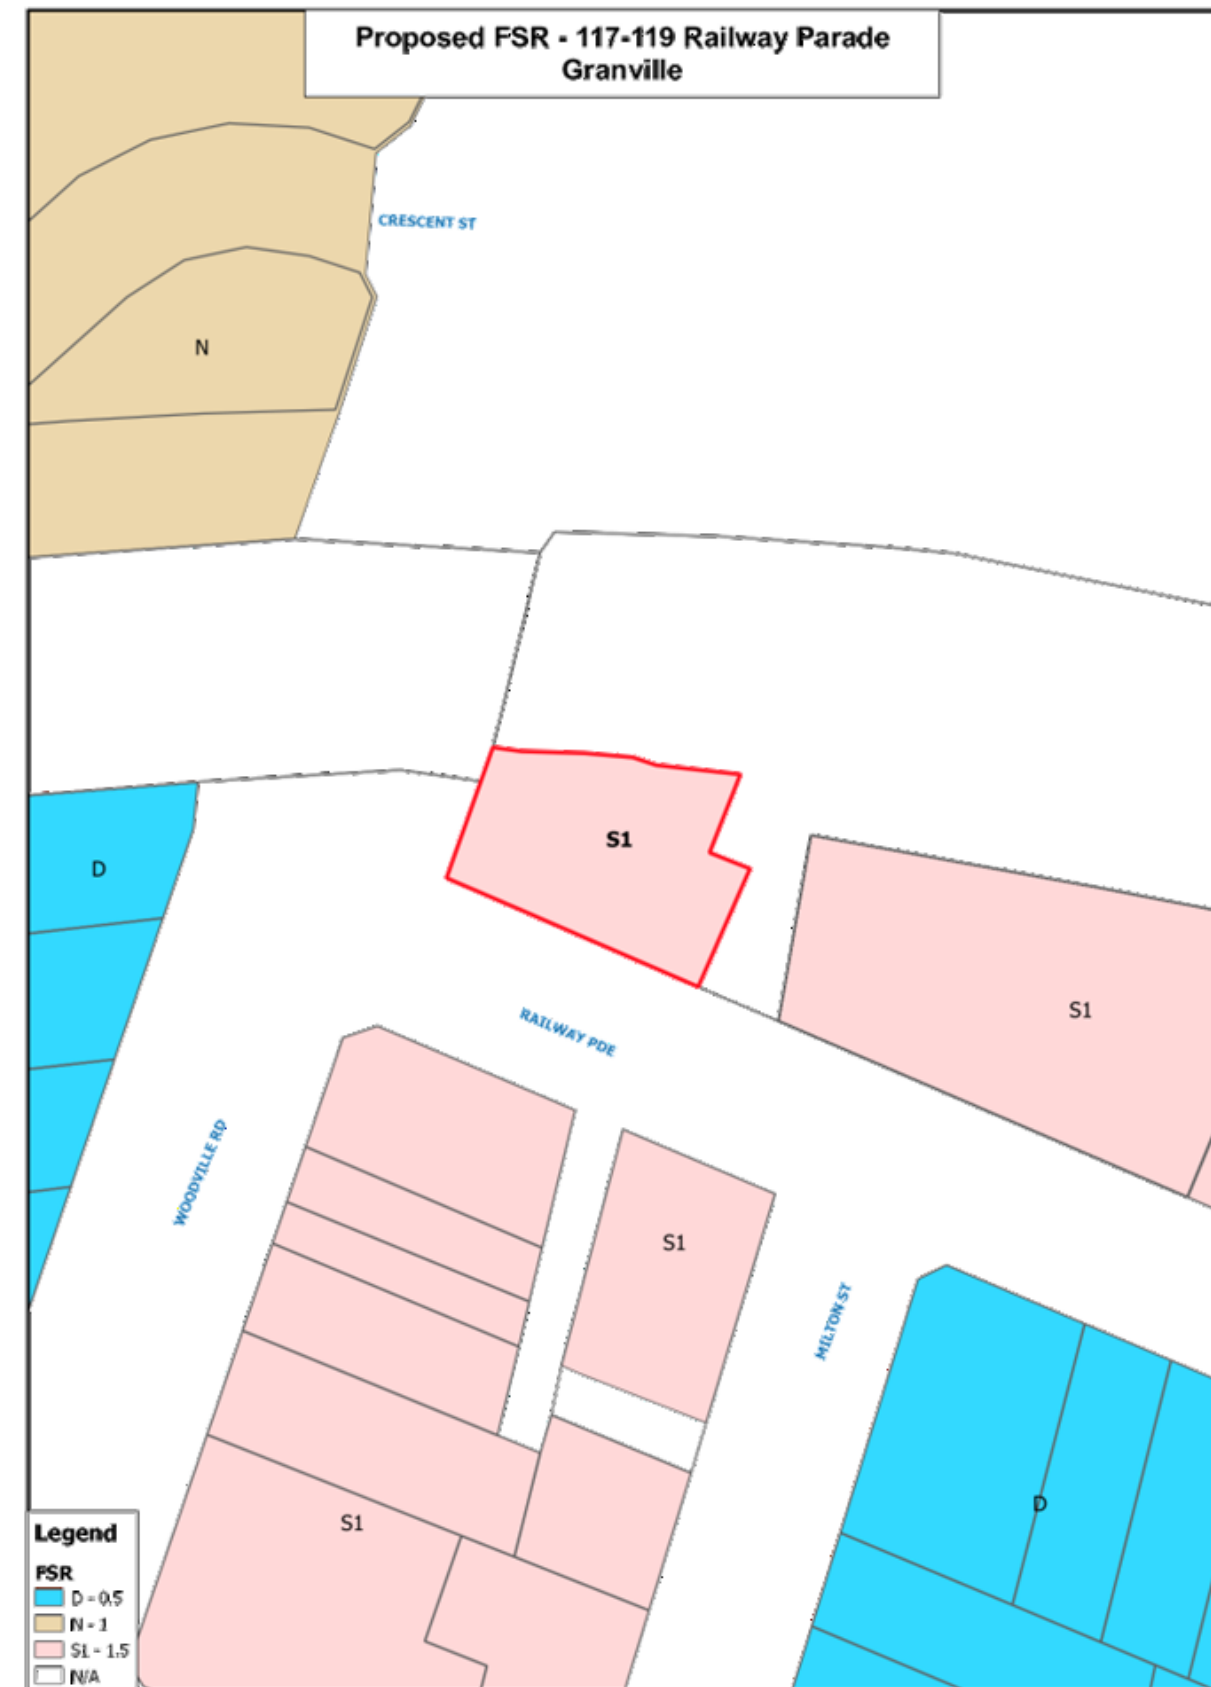 Proposed FSR - 117-119 Railway Parade
Granville
CRESCENT ST
N
S1
D
S1
RAILWAY PDE
WOODVILLE RD
S1
MILTON ST
D
S1
Legend
FSR
D - 0.5
N - 1
S1 - 1.5
N/A